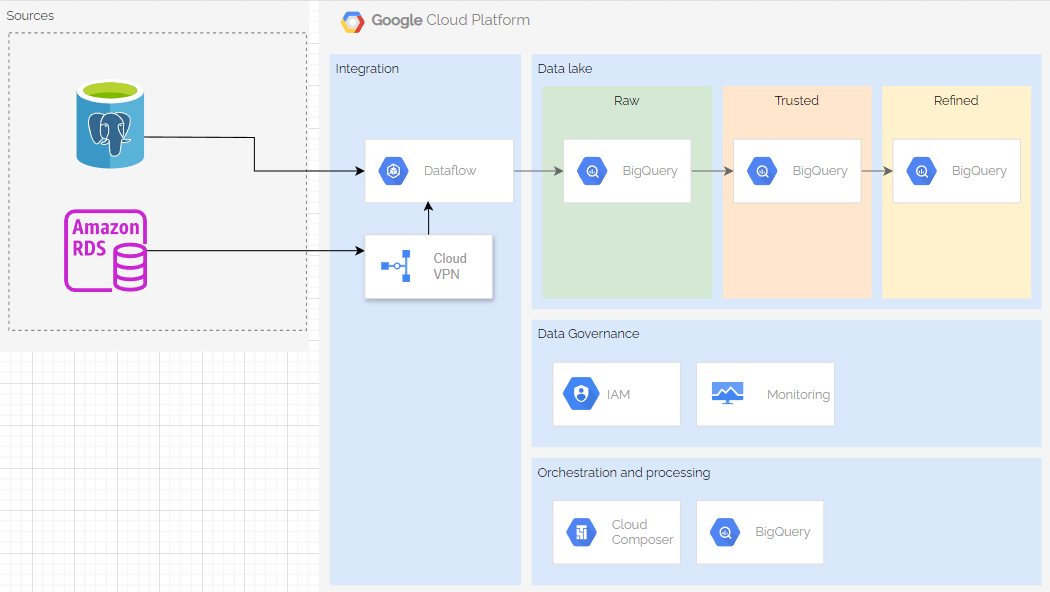 Sources
Google Cloud Platform
Integration
Data lake
Raw
Trusted
Refined
Dataflow
BigQuery
BigQuery
BigQuery
Amazon
RDS
Cloud
VPN
Data Governance
IAM
Monitoring
Orchestration and processing
Cloud
Composer
BigQuery